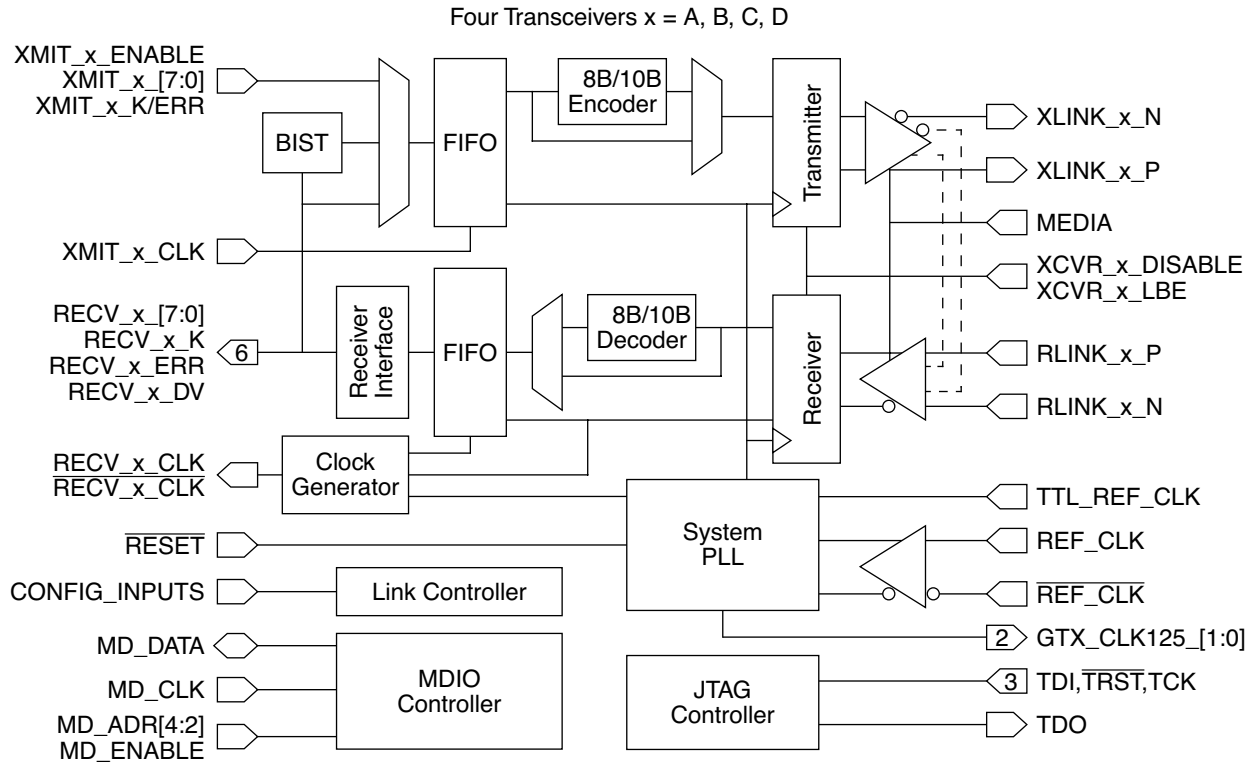 Four Transceivers x = A, B, C, D
XMIT_x_ENABLE
XMIT_x_[7:0]
XMIT_x_K/ERR
BIST
FIFO
8B/10B
Encoder
Transmitter
XLINK_x_N
XLINK_x_P
MEDIA
XMIT_x_CLK
XCVR_x_DISABLE
XCVR_x_LBE
RECV_x_[7:0]
RECV_x_K
RECV_x_ERR
RECV_x_DV
6
Receiver
Interface
FIFO
8B/10B
Decoder
Receiver
RLINK_x_P
RLINK_x_N
RECV_x_CLK
RECV_x_CLK
Clock
Generator
System
PLL
TTL_REF_CLK
RESET
REF_CLK
CONFIG_INPUTS
Link Controller
REF_CLK
2
GTX_CLK125_[1:0]
MD_DATA
MD_CLK
MD_ADR[4:2]
MD_ENABLE
MDIO
Controller
JTAG
Controller
3
TDI,TRST,TCK
TDO